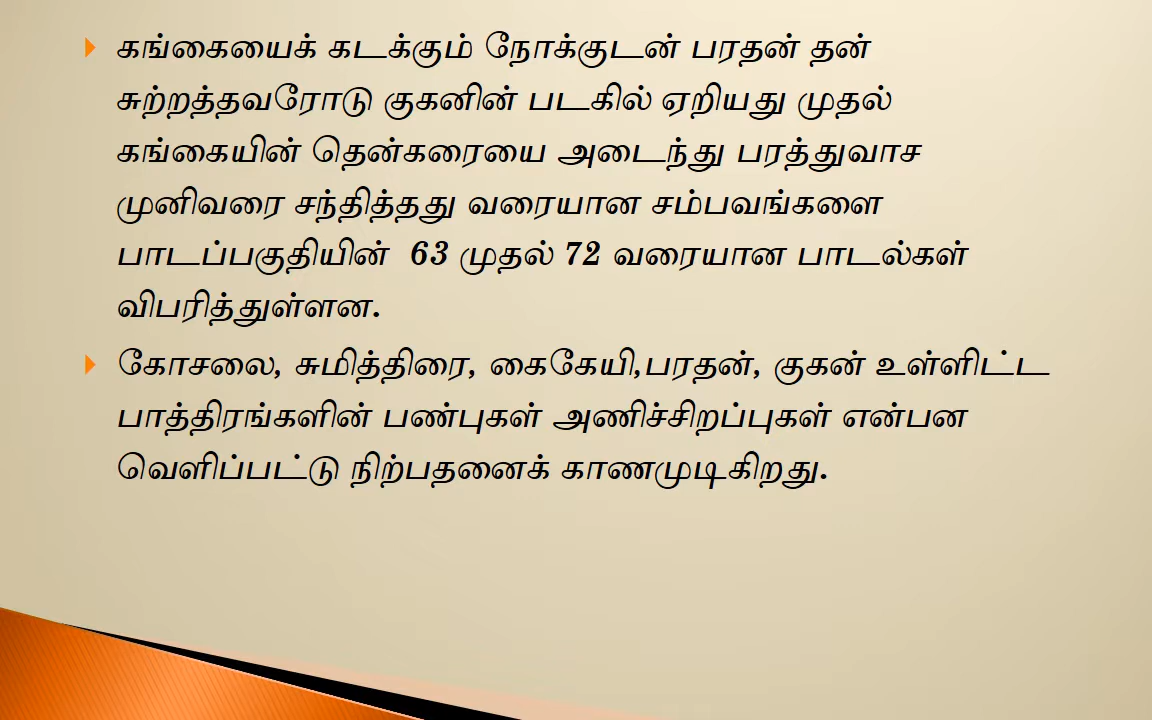 கங்கையைக் கடக்கும் நோக்குடன் பரதன் தன்
சுற்றத்தவரோடு குகனின் படகில் ஏறியது முதல்
கங்கையின் தென்கரையை அடைந்து பரத்துவாச
முனிவரை சந்தித்தது வரையான சம்பவங்களை
பாடப்பகுதியின் 63 முதல் 72 வரையான பாடல்கள்
விபரித்துள்ளன.
கோசலை, சுமித்திரை, கைகேயி,பரதன், குகன் உள்ளிட்ட
பாத்திரங்களின் பண்புகள் அணிச்சிறப்புகள் என்பன
வெளிப்பட்டு நிற்பதனைக் காணமுடிகிறது.